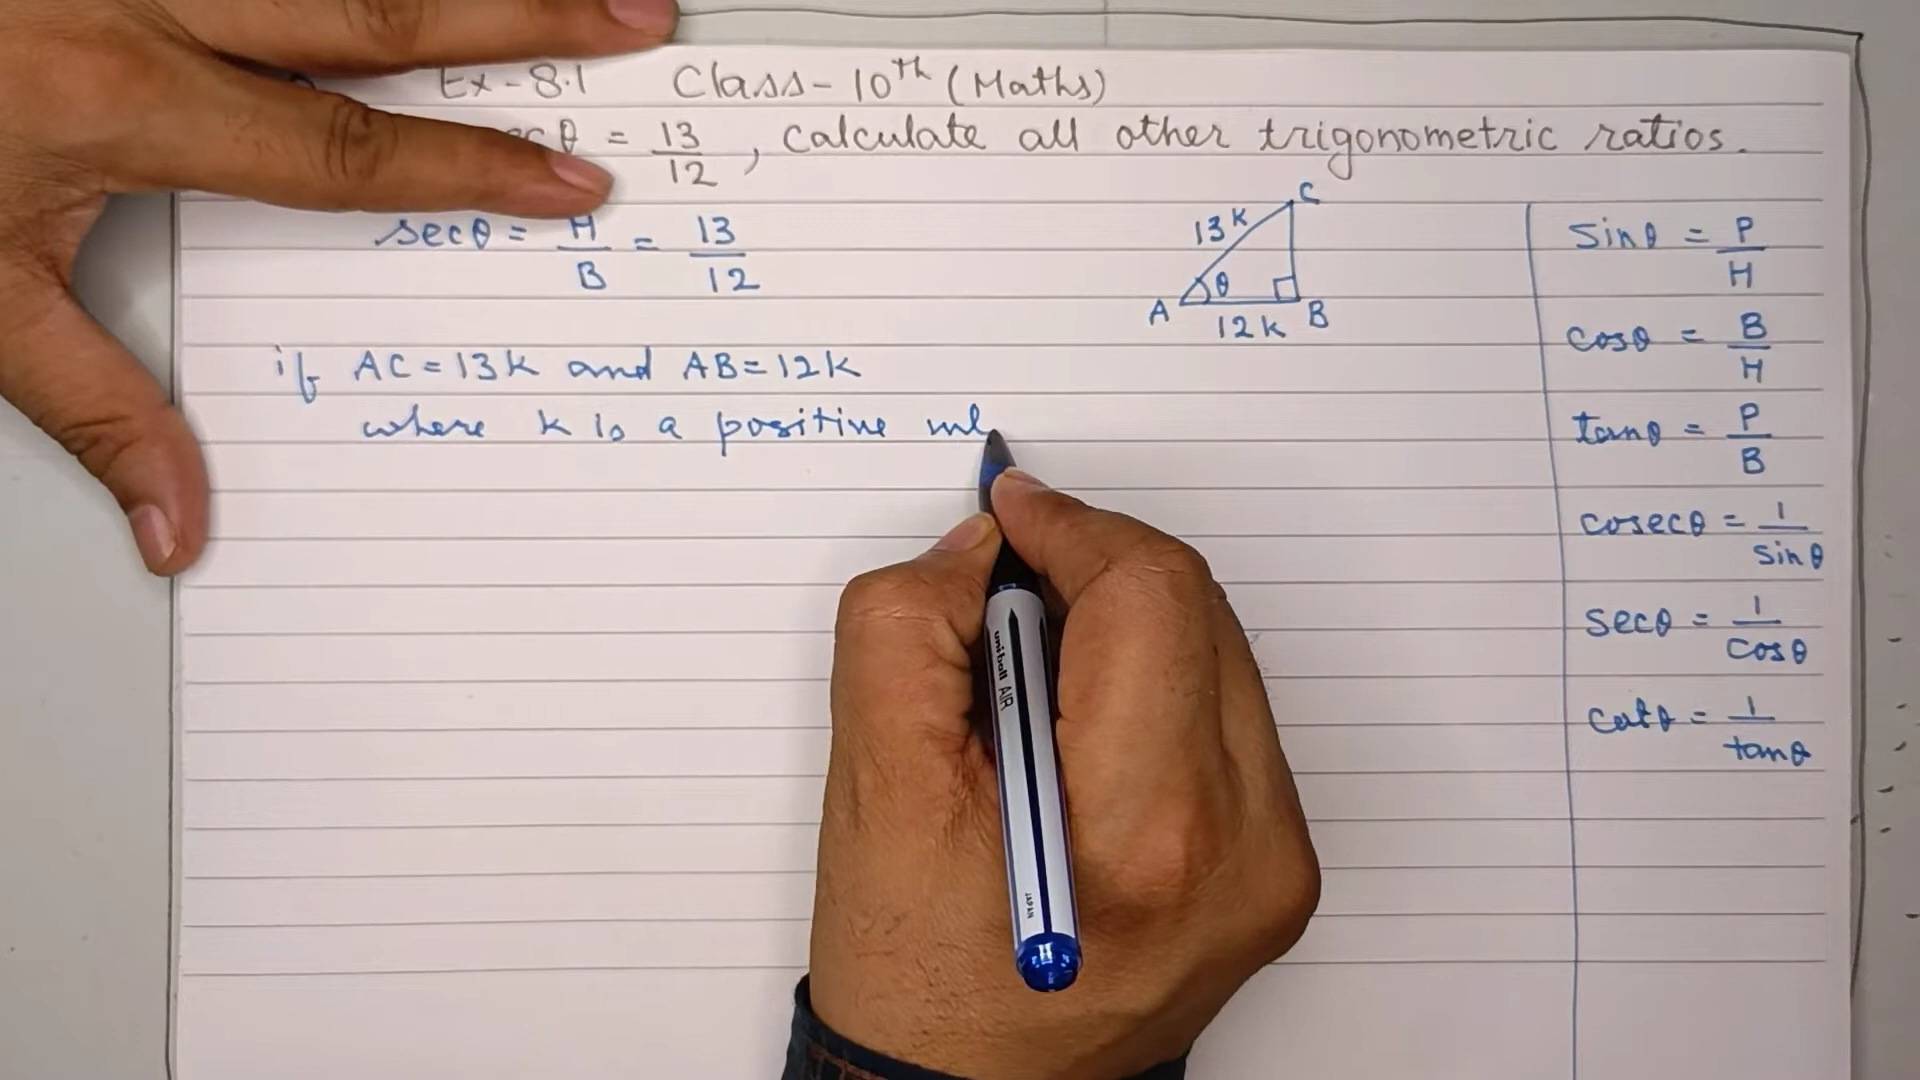 Ex-8.1 Class-10th (Maths)
θ = 13/12, Calculate all other trigonometric ratios.
secθ = H/B = 13/12
if AC = 13k and AB = 12k
where k is a positive
C
13k
θ
A
12k
B
sinθ = P/H
cosθ = B/H
tanθ = P/B
cosecθ = 1/sinθ
secθ = 1/cosθ
cotθ = 1/tanθ
uniball AIR
JAPAN